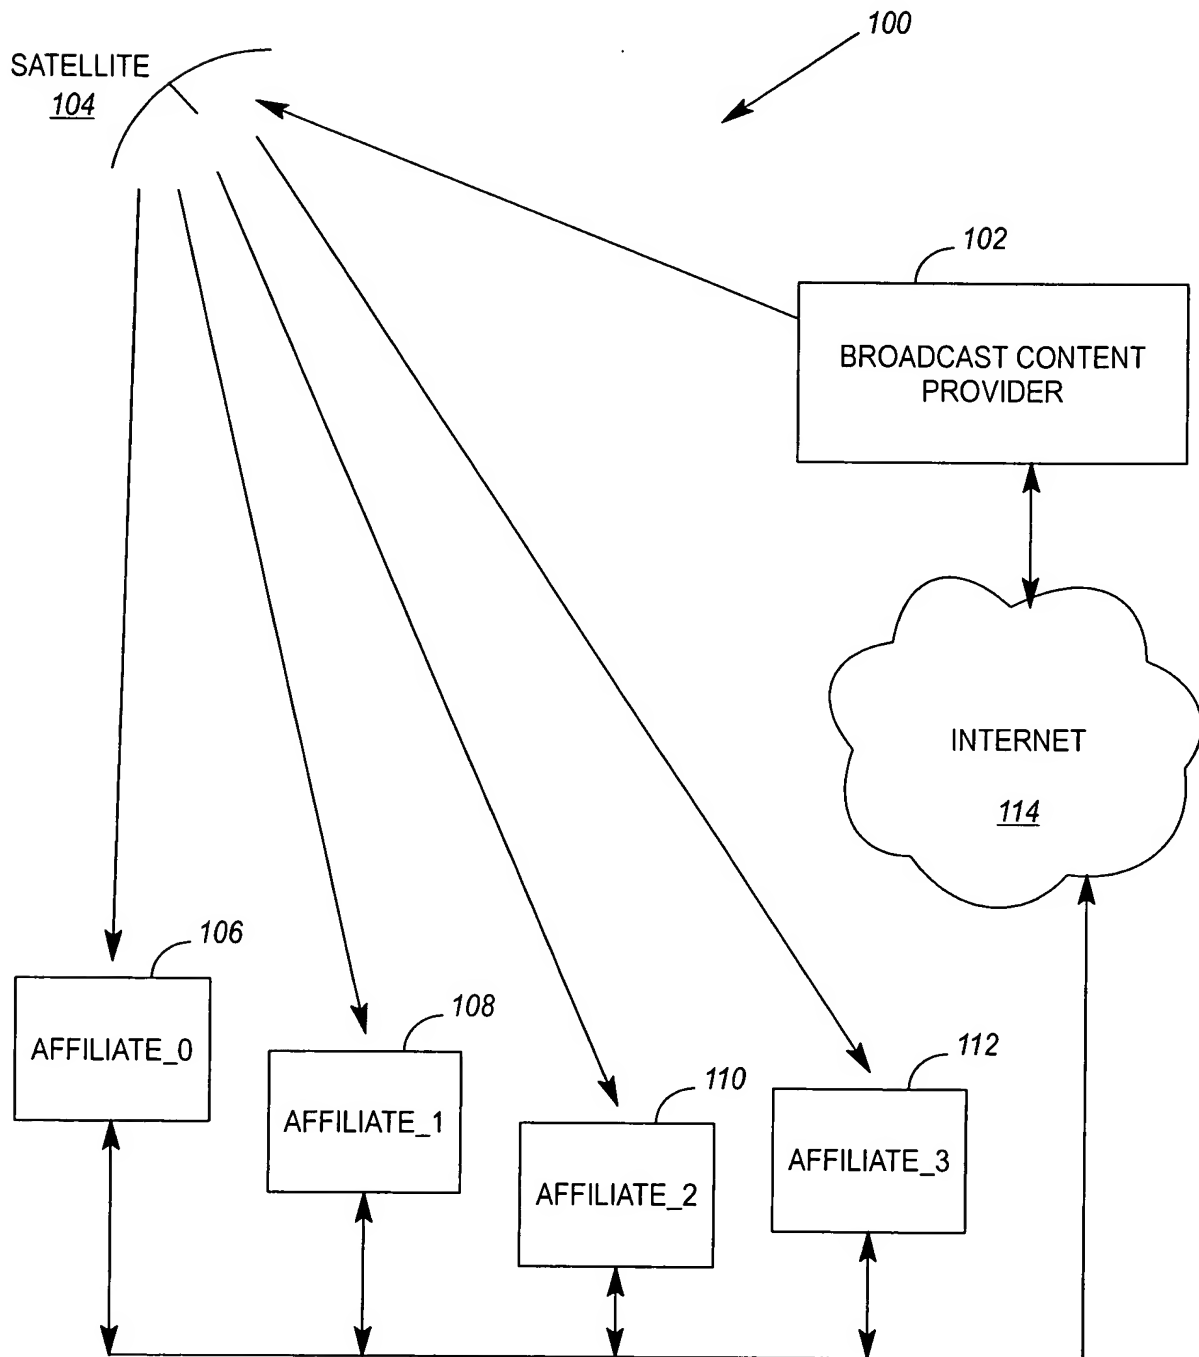 100
SATELLITE
104
102
BROADCAST CONTENT
PROVIDER
INTERNET
114
106
AFFILIATE_0
108
AFFILIATE_1
110
AFFILIATE_2
112
AFFILIATE_3